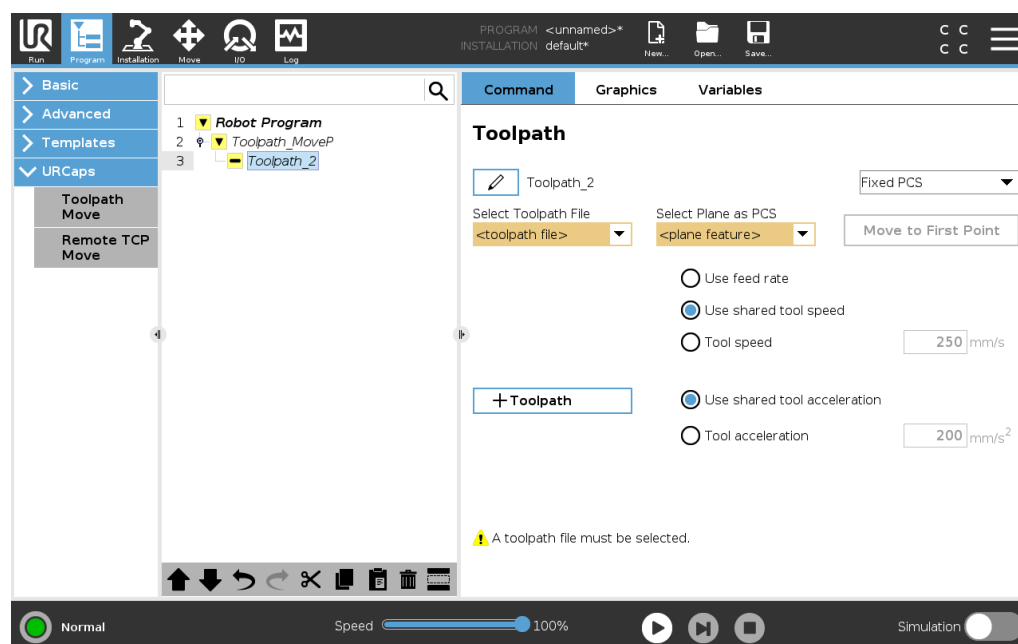 UR
PROGRAM <unnamed>*
INSTALLATION default*
Run Program Installation Move I/O Log New... Open... Save...
C C
C C
Basic
Advanced
Templates
URCaps
Toolpath
Move
Remote TCP
Move
1 Robot Program
2 Toolpath_MoveP
3 Toolpath_2
Command Graphics Variables
Toolpath
Toolpath_2 Fixed PCS
Select Toolpath File Select Plane as PCS
<toolpath file> <plane feature> Move to First Point
Use feed rate
Use shared tool speed
Tool speed 250 mm/s
+Toolpath Use shared tool acceleration
Tool acceleration 200 mm/s²
A toolpath file must be selected.
Normal Speed 100% Simulation